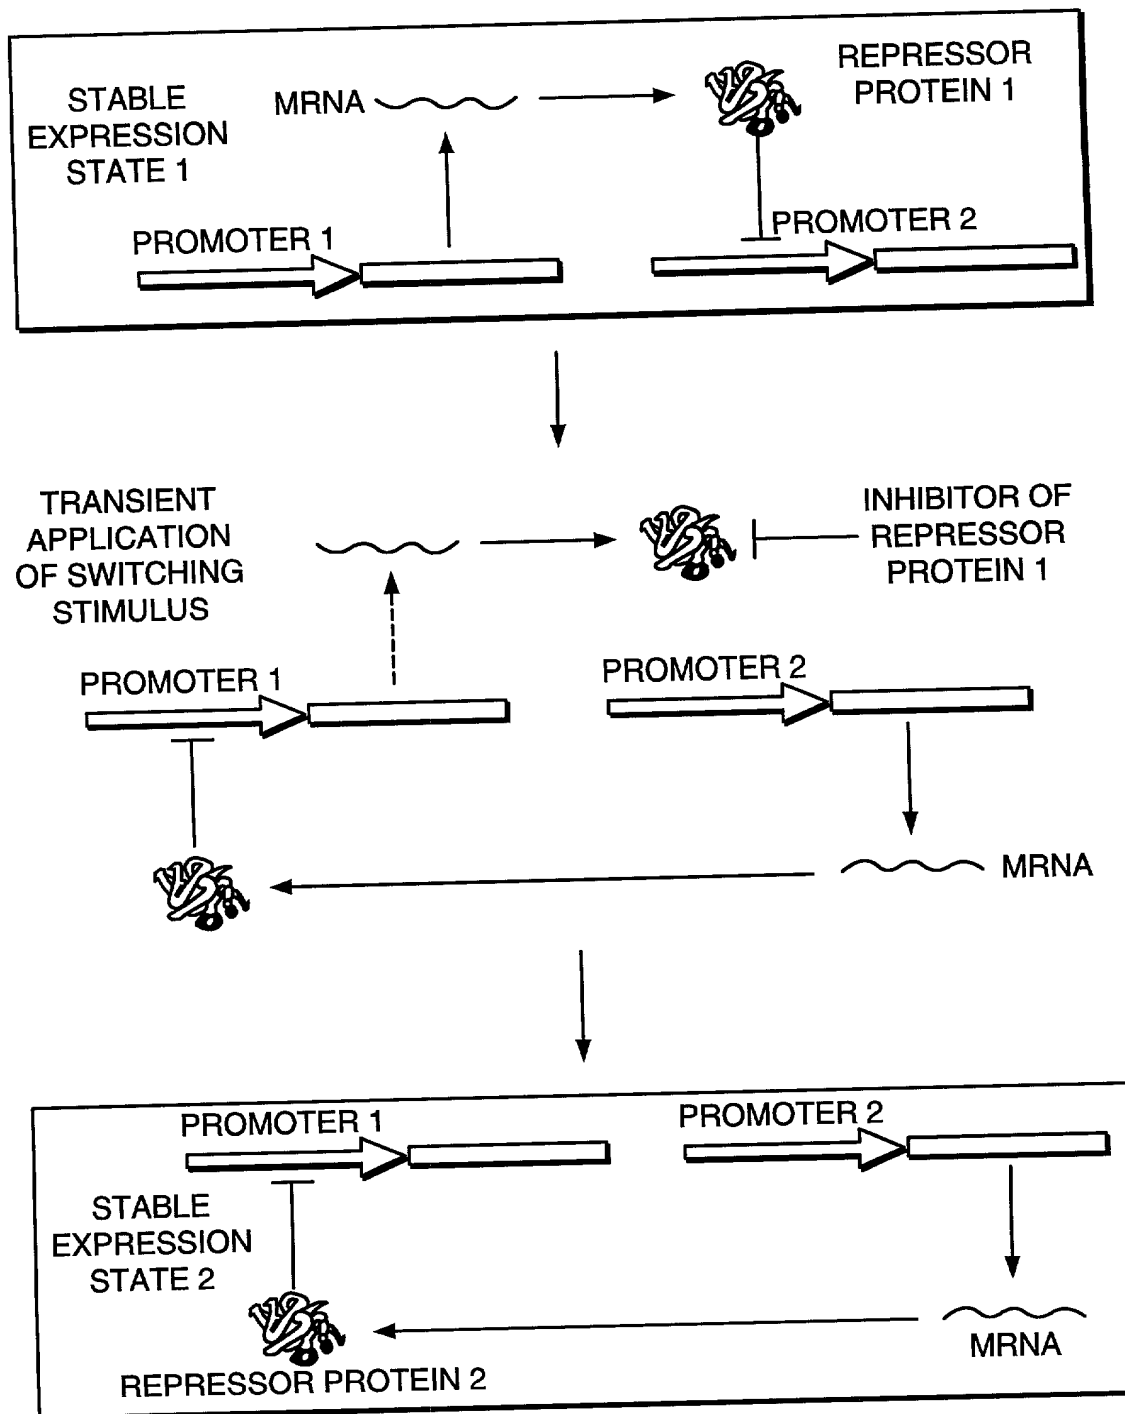 STABLE
EXPRESSION
STATE 1
MRNA
REPRESSOR
PROTEIN 1
PROMOTER 1
PROMOTER 2
TRANSIENT
APPLICATION
OF SWITCHING
STIMULUS
INHIBITOR OF
REPRESSOR
PROTEIN 1
PROMOTER 1
PROMOTER 2
MRNA
PROMOTER 1
PROMOTER 2
STABLE
EXPRESSION
STATE 2
MRNA
REPRESSOR PROTEIN 2